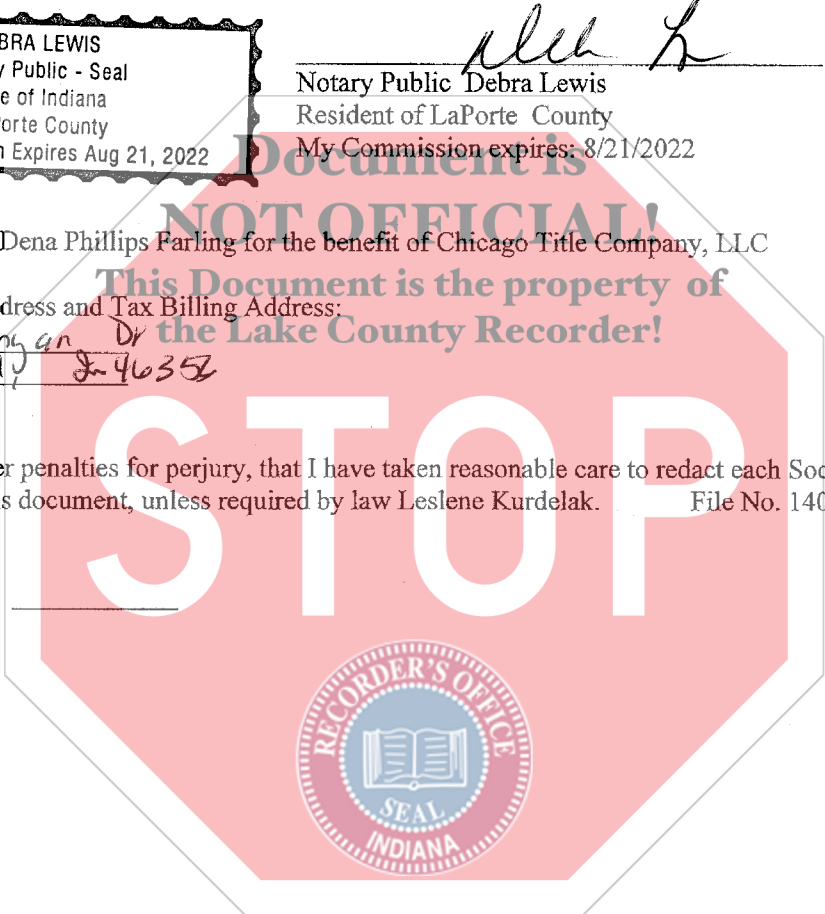 BRA LEWIS
y Public - Seal
e of Indiana
orte County
n Expires Aug 21, 2022
Notary Public Debra Lewis
Resident of LaPorte County
My Commission expires: 8/21/2022
Document is
NOT OFFICIAL!
Dena Phillips Farling for the benefit of Chicago Title Company, LLC
This Document is the property of
dress and Tax Billing Address:
the Lake County Recorder!
Dr
In 46352
STOP
er penalties for perjury, that I have taken reasonable care to redact each Soc
s document, unless required by law Leslene Kurdelak. File No. 140
RECORDER'S OFFICE
SEAL
INDIANA